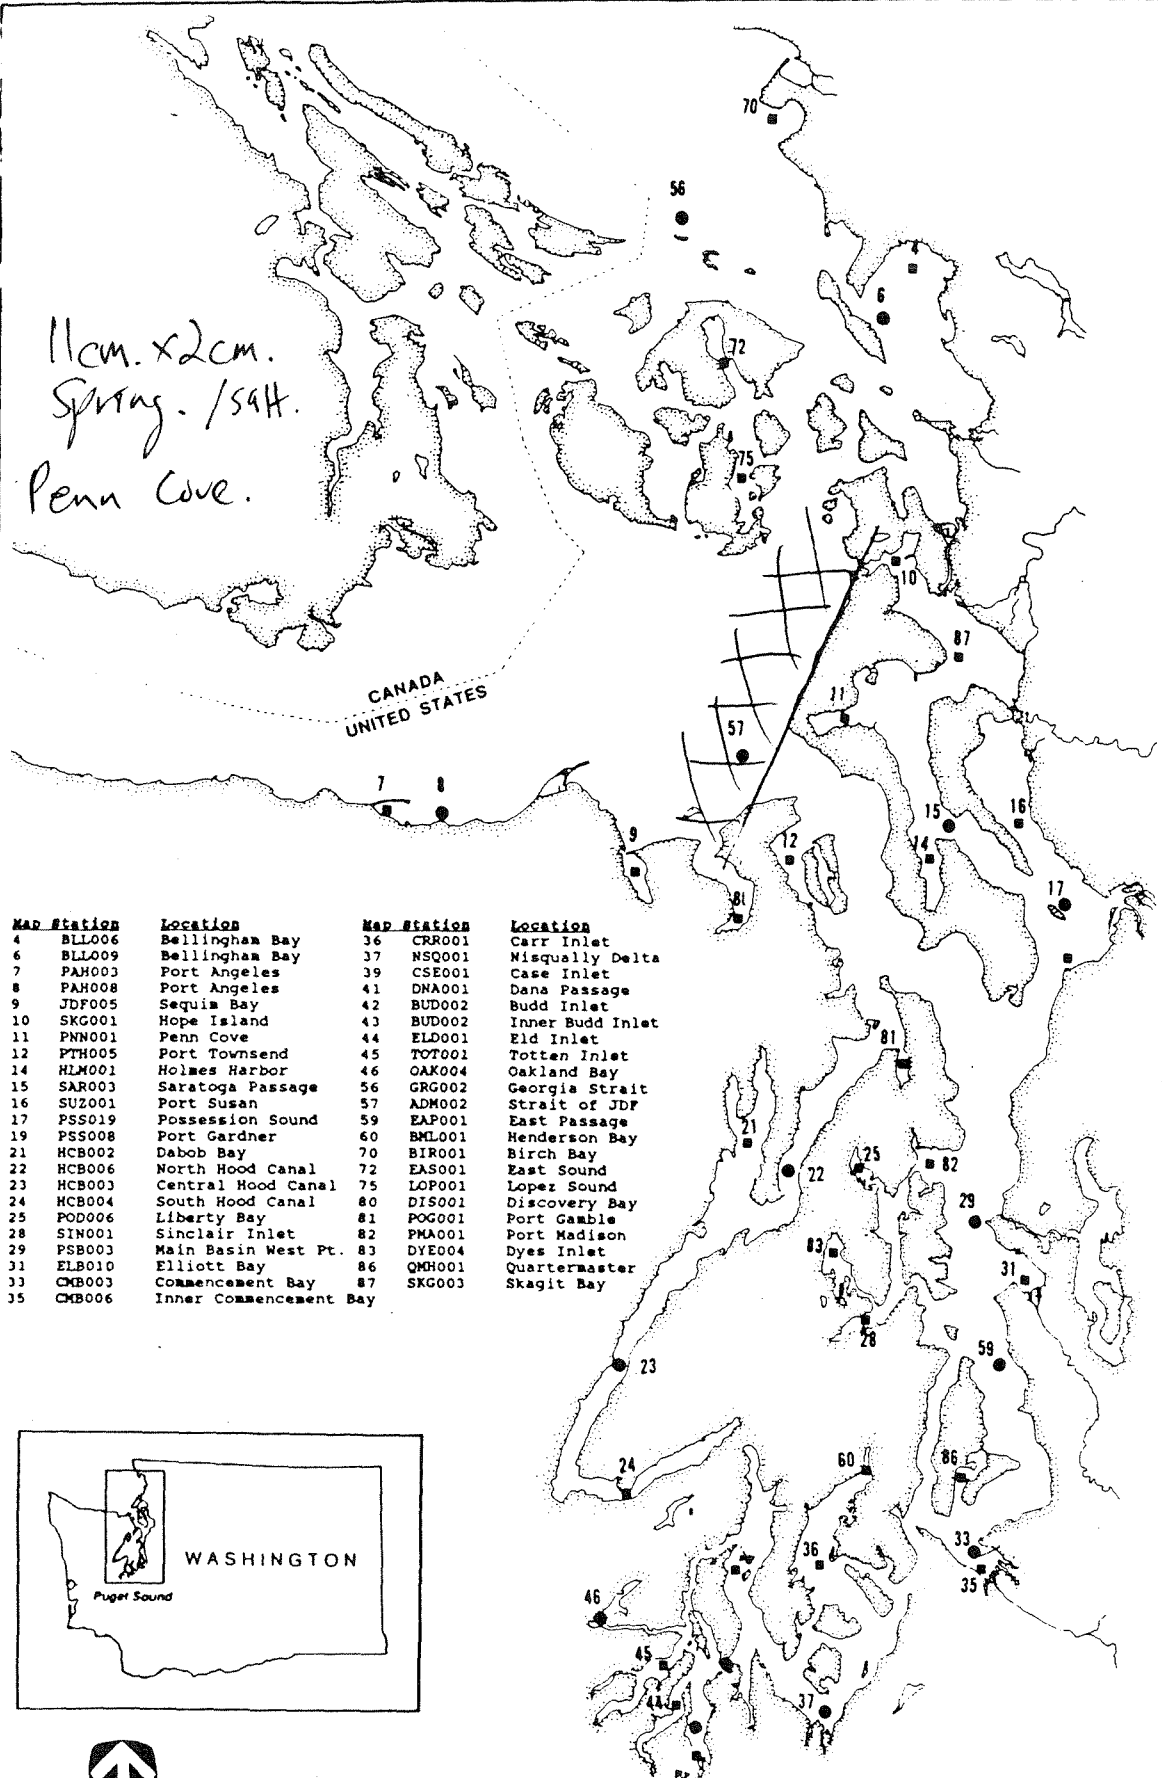 70
56
4
6
11cm. x2cm.
72
Spring. /salt.
75
Penn Cove.
10
87
CANADA
UNITED STATES
11
57
7
8
15
16
9
12
14
17
81
Map Station Location Map Station Location
4 BLL006 Bellingham Bay 36 CRR001 Carr Inlet
6 BLL009 Bellingham Bay 37 NSQ001 Nisqually Delta
7 PAH003 Port Angeles 39 CSE001 Case Inlet
8 PAH008 Port Angeles 41 DNA001 Dana Passage
9 JDF005 Sequim Bay 42 BUD002 Budd Inlet
10 SKG001 Hope Island 43 BUD002 Inner Budd Inlet
11 PNN001 Penn Cove 44 ELD001 Eld Inlet
12 PTH005 Port Townsend 45 TOT001 Totten Inlet
14 HLM001 Holmes Harbor 46 OAK004 Oakland Bay
15 SAR003 Saratoga Passage 56 GRG002 Georgia Strait
16 SUZ001 Port Susan 57 ADM002 Strait of JDF
17 PSS019 Possession Sound 59 EAP001 East Passage
19 PSS008 Port Gardner 60 BML001 Henderson Bay
21 HCB002 Dabob Bay 70 BIR001 Birch Bay
22 HCB006 North Hood Canal 72 EAS001 East Sound
23 HCB003 Central Hood Canal 75 LOP001 Lopez Sound
24 HCB004 South Hood Canal 80 DIS001 Discovery Bay
25 POD006 Liberty Bay 81 POG001 Port Gamble
28 SIN001 Sinclair Inlet 82 PMA001 Port Madison
29 PSB003 Main Basin West Pt. 83 DYE004 Dyes Inlet
31 ELB010 Elliott Bay 86 QMH001 Quartermaster
33 CMB003 Commencement Bay 87 SKG003 Skagit Bay
35 CMB006 Inner Commencement Bay
81
21
22
25
82
29
83
31
28
59
23
24
60
86
WASHINGTON
Puget Sound
36
33
35
46
45
44
37